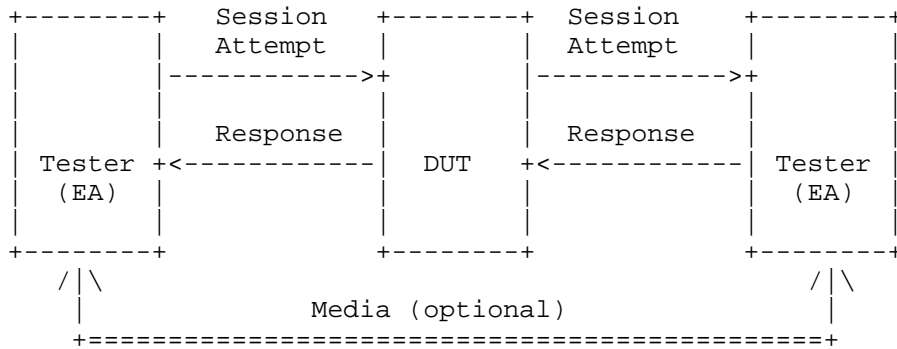 Session Session
Attempt Attempt
Response Response
Tester DUT Tester
(EA) (EA)
Media (optional)